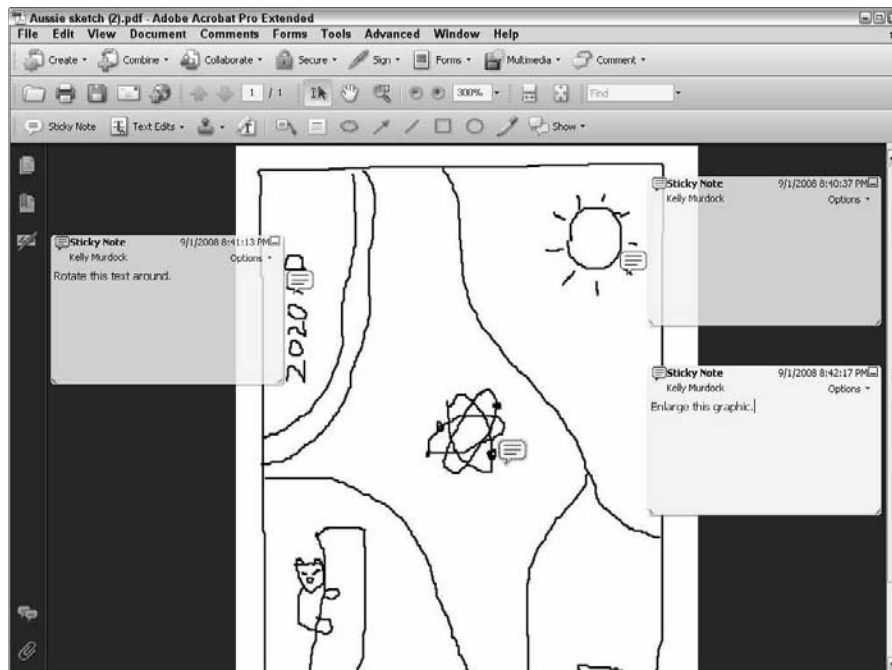 Aussie sketch (2).pdf - Adobe Acrobat Pro Extended
File Edit View Document Comments Forms Tools Advanced Window Help
Create Combine Collaborate Secure Sign Forms Multimedia Comment
1 / 1 300% Find
Sticky Note Text Edits Show
Sticky Note 9/1/2008 8:40:37 PM
Kelly Murdock Options
Sticky Note 9/1/2008 8:41:13 PM
Kelly Murdock Options
Rotate this text around.
2020
Sticky Note 9/1/2008 8:42:17 PM
Kelly Murdock Options
Enlarge this graphic.